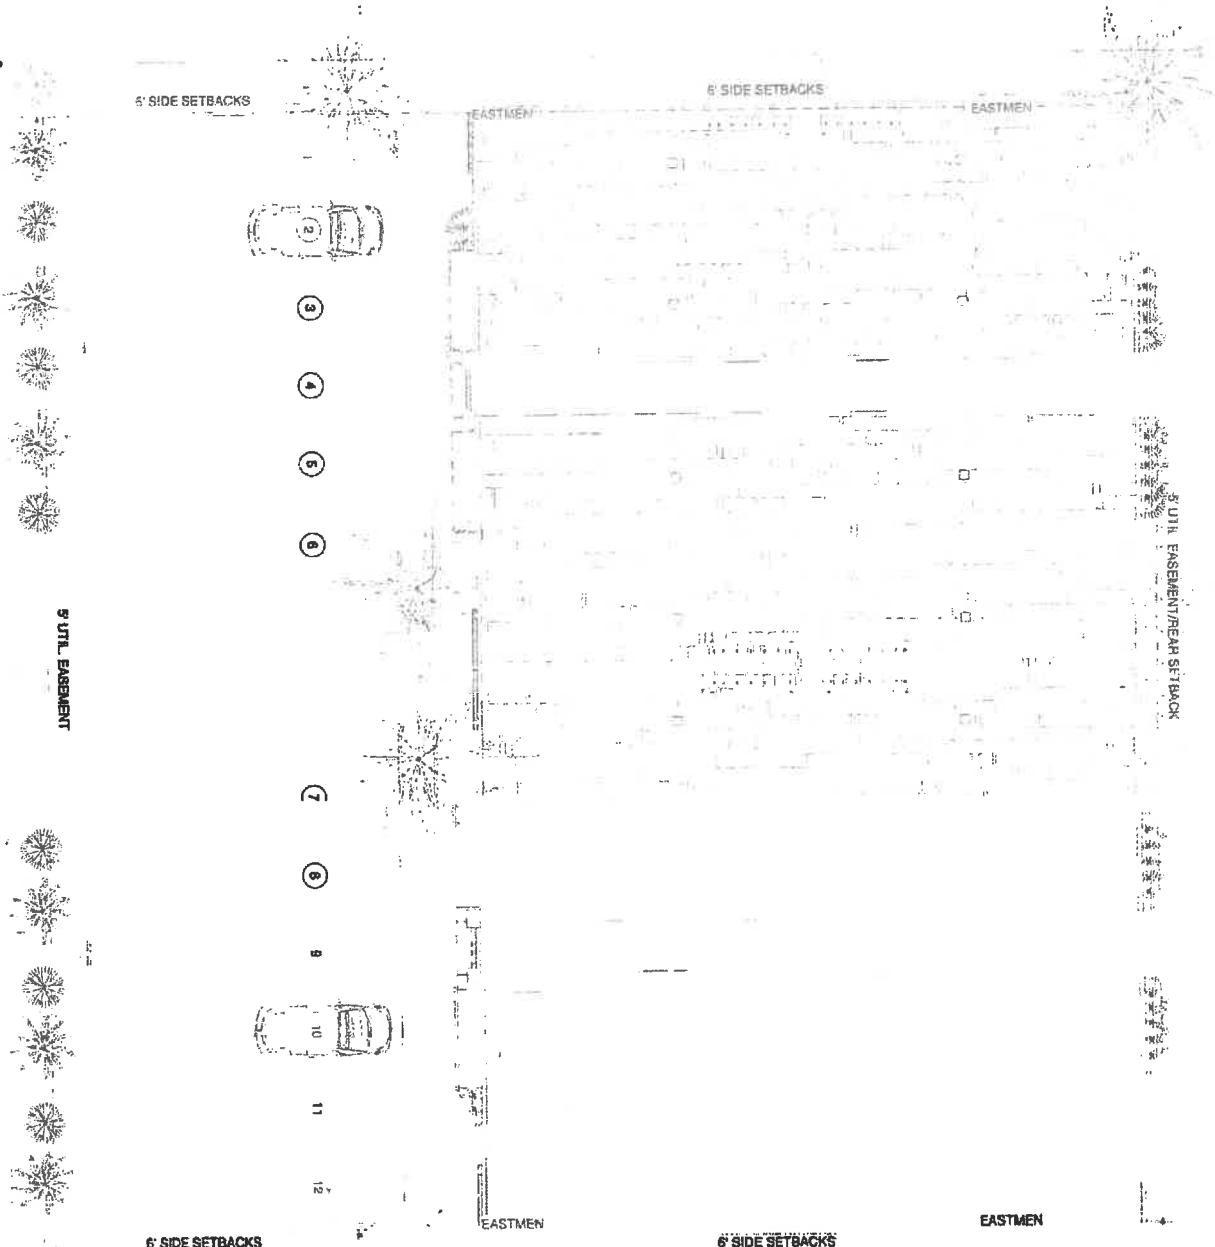 6' SIDE SETBACKS
6' SIDE SETBACKS
EASTMEN
EASTMEN
2
3
4
5
6
5' UTIL. EASEMENT/REAR SETBACK
5' UTIL. EASEMENT
7
8
9
10
11
12
EASTMEN
EASTMEN
6' SIDE SETBACKS
6' SIDE SETBACKS